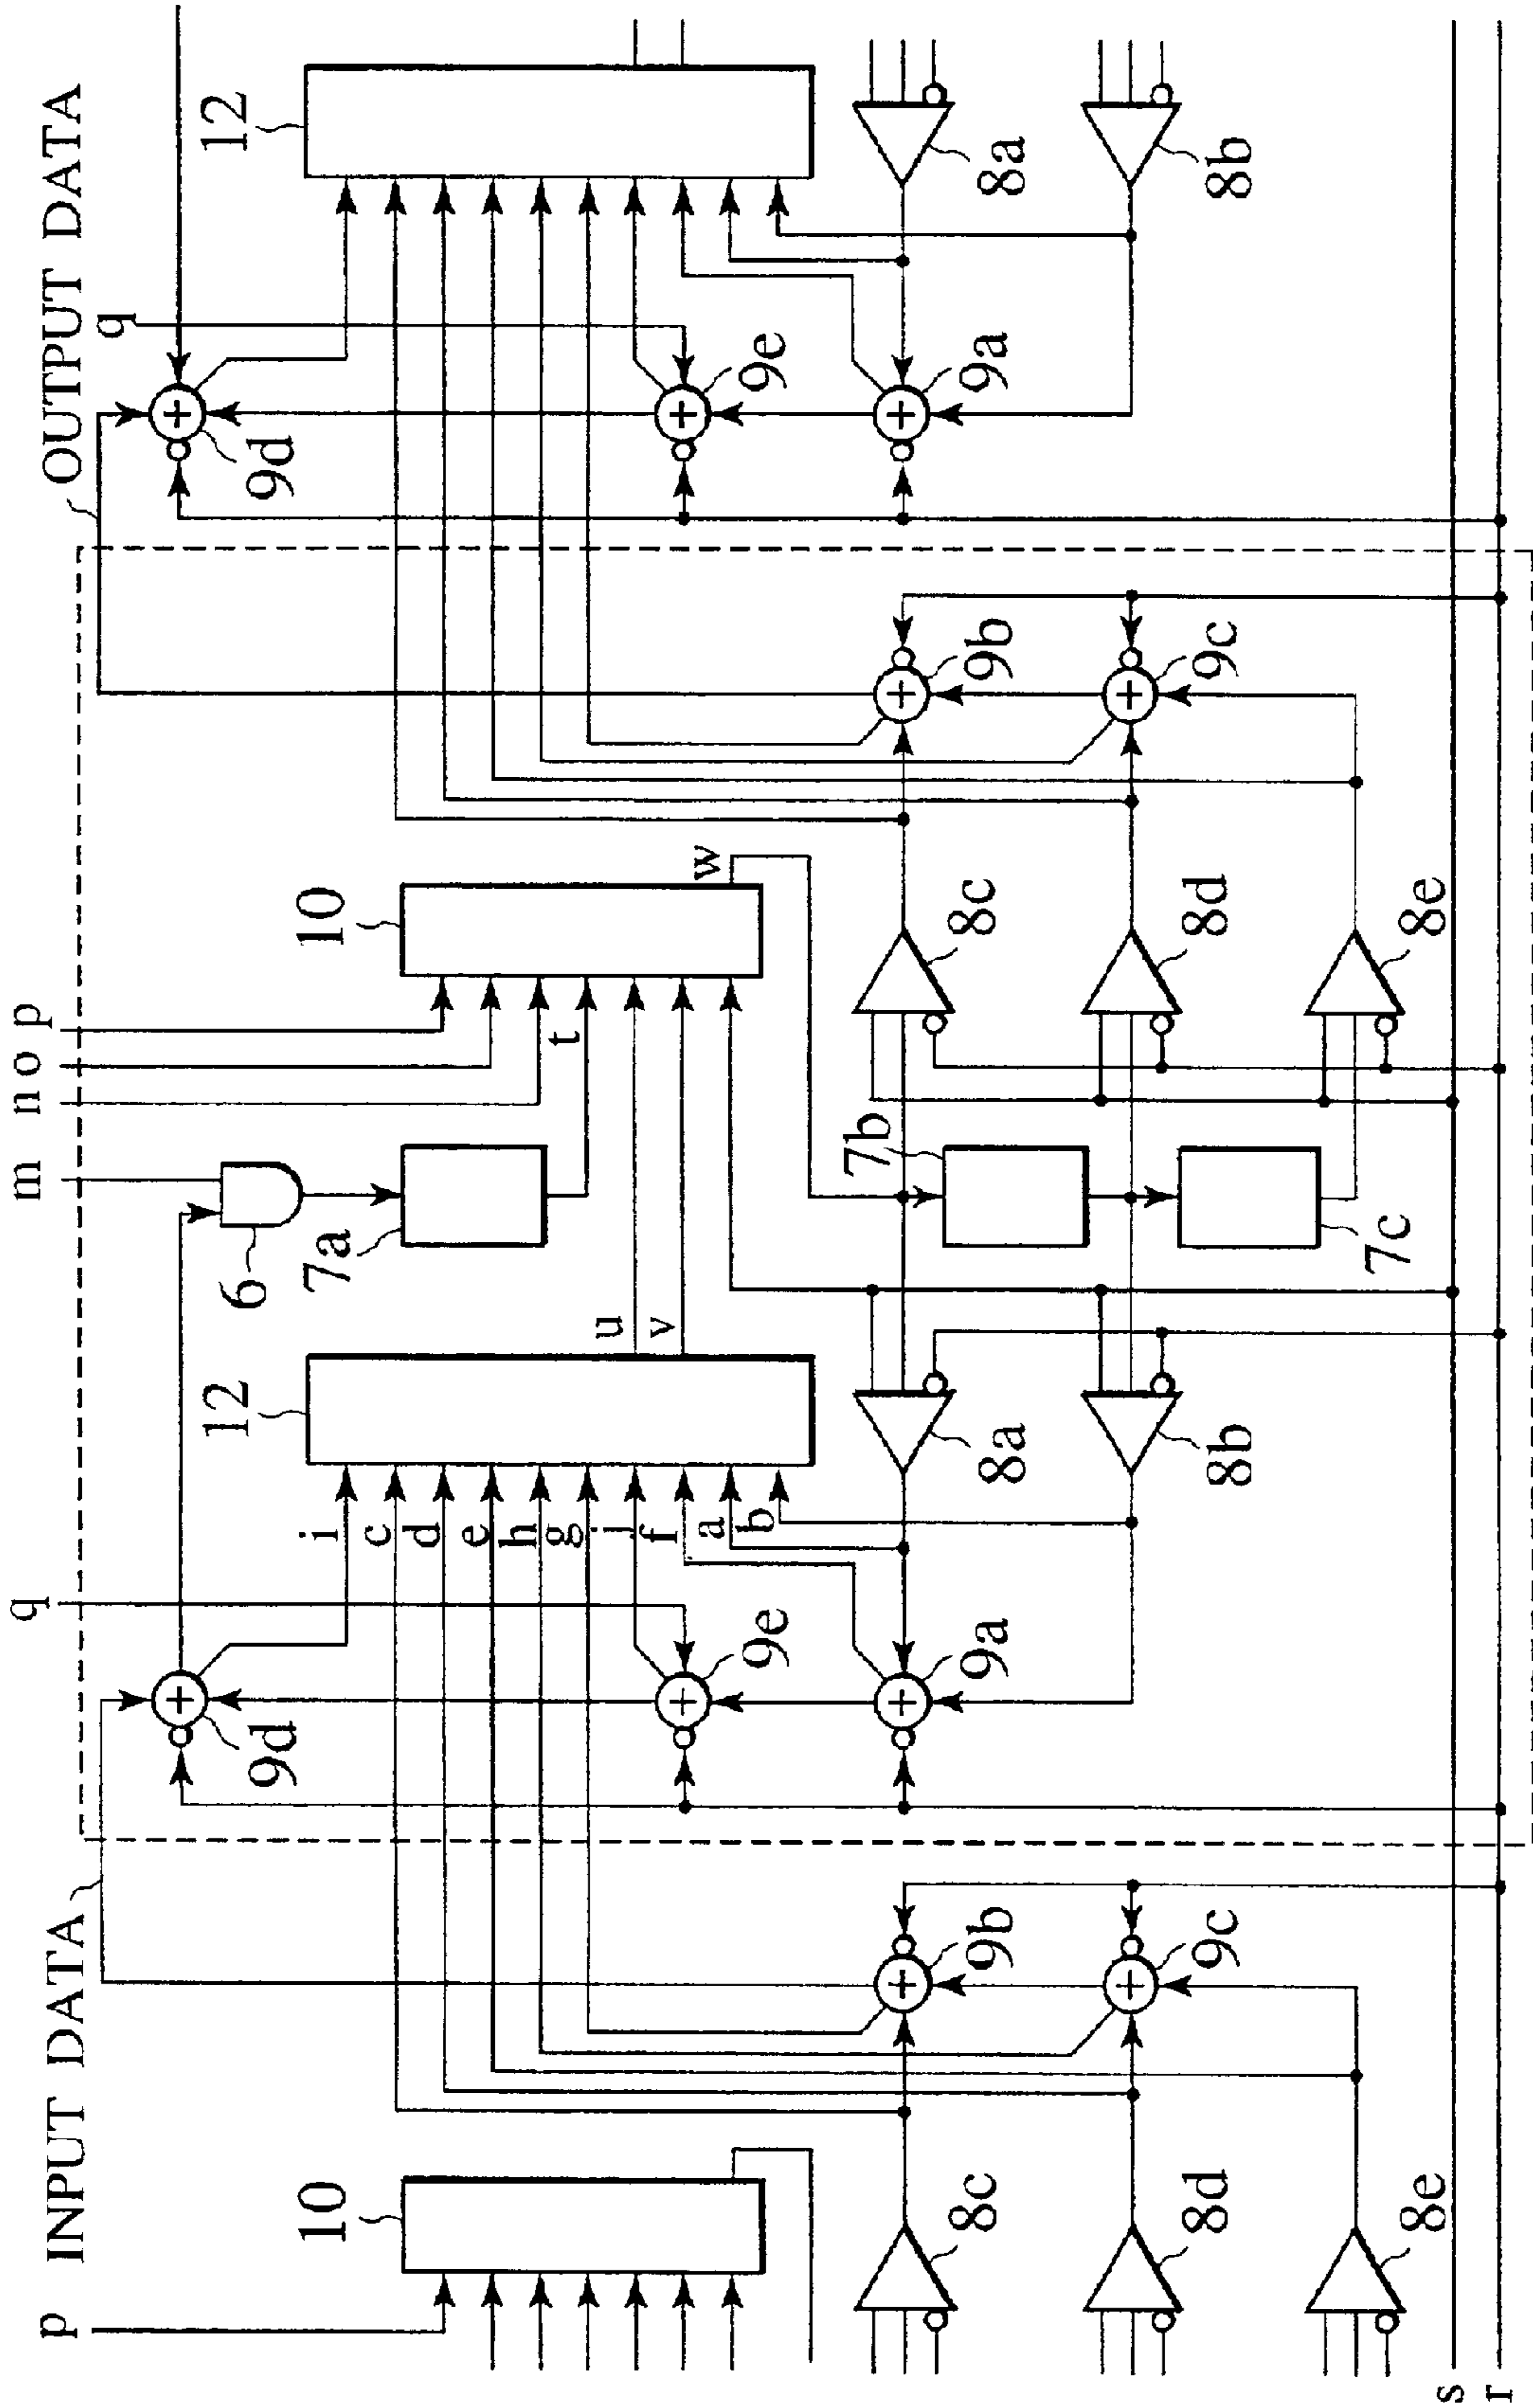 q
m n o p
p INPUT DATA
OUTPUT DATA
q
12
6
12
9d
9d
10
7a
10
i
c
d
e
h
g
j
f
a
b
t
u
v
w
9e
9e
7b
8c
9b
9a
8a
8c
9b
9a
8a
8d
9c
8b
8d
9c
8b
7c
8e
8e
s
r